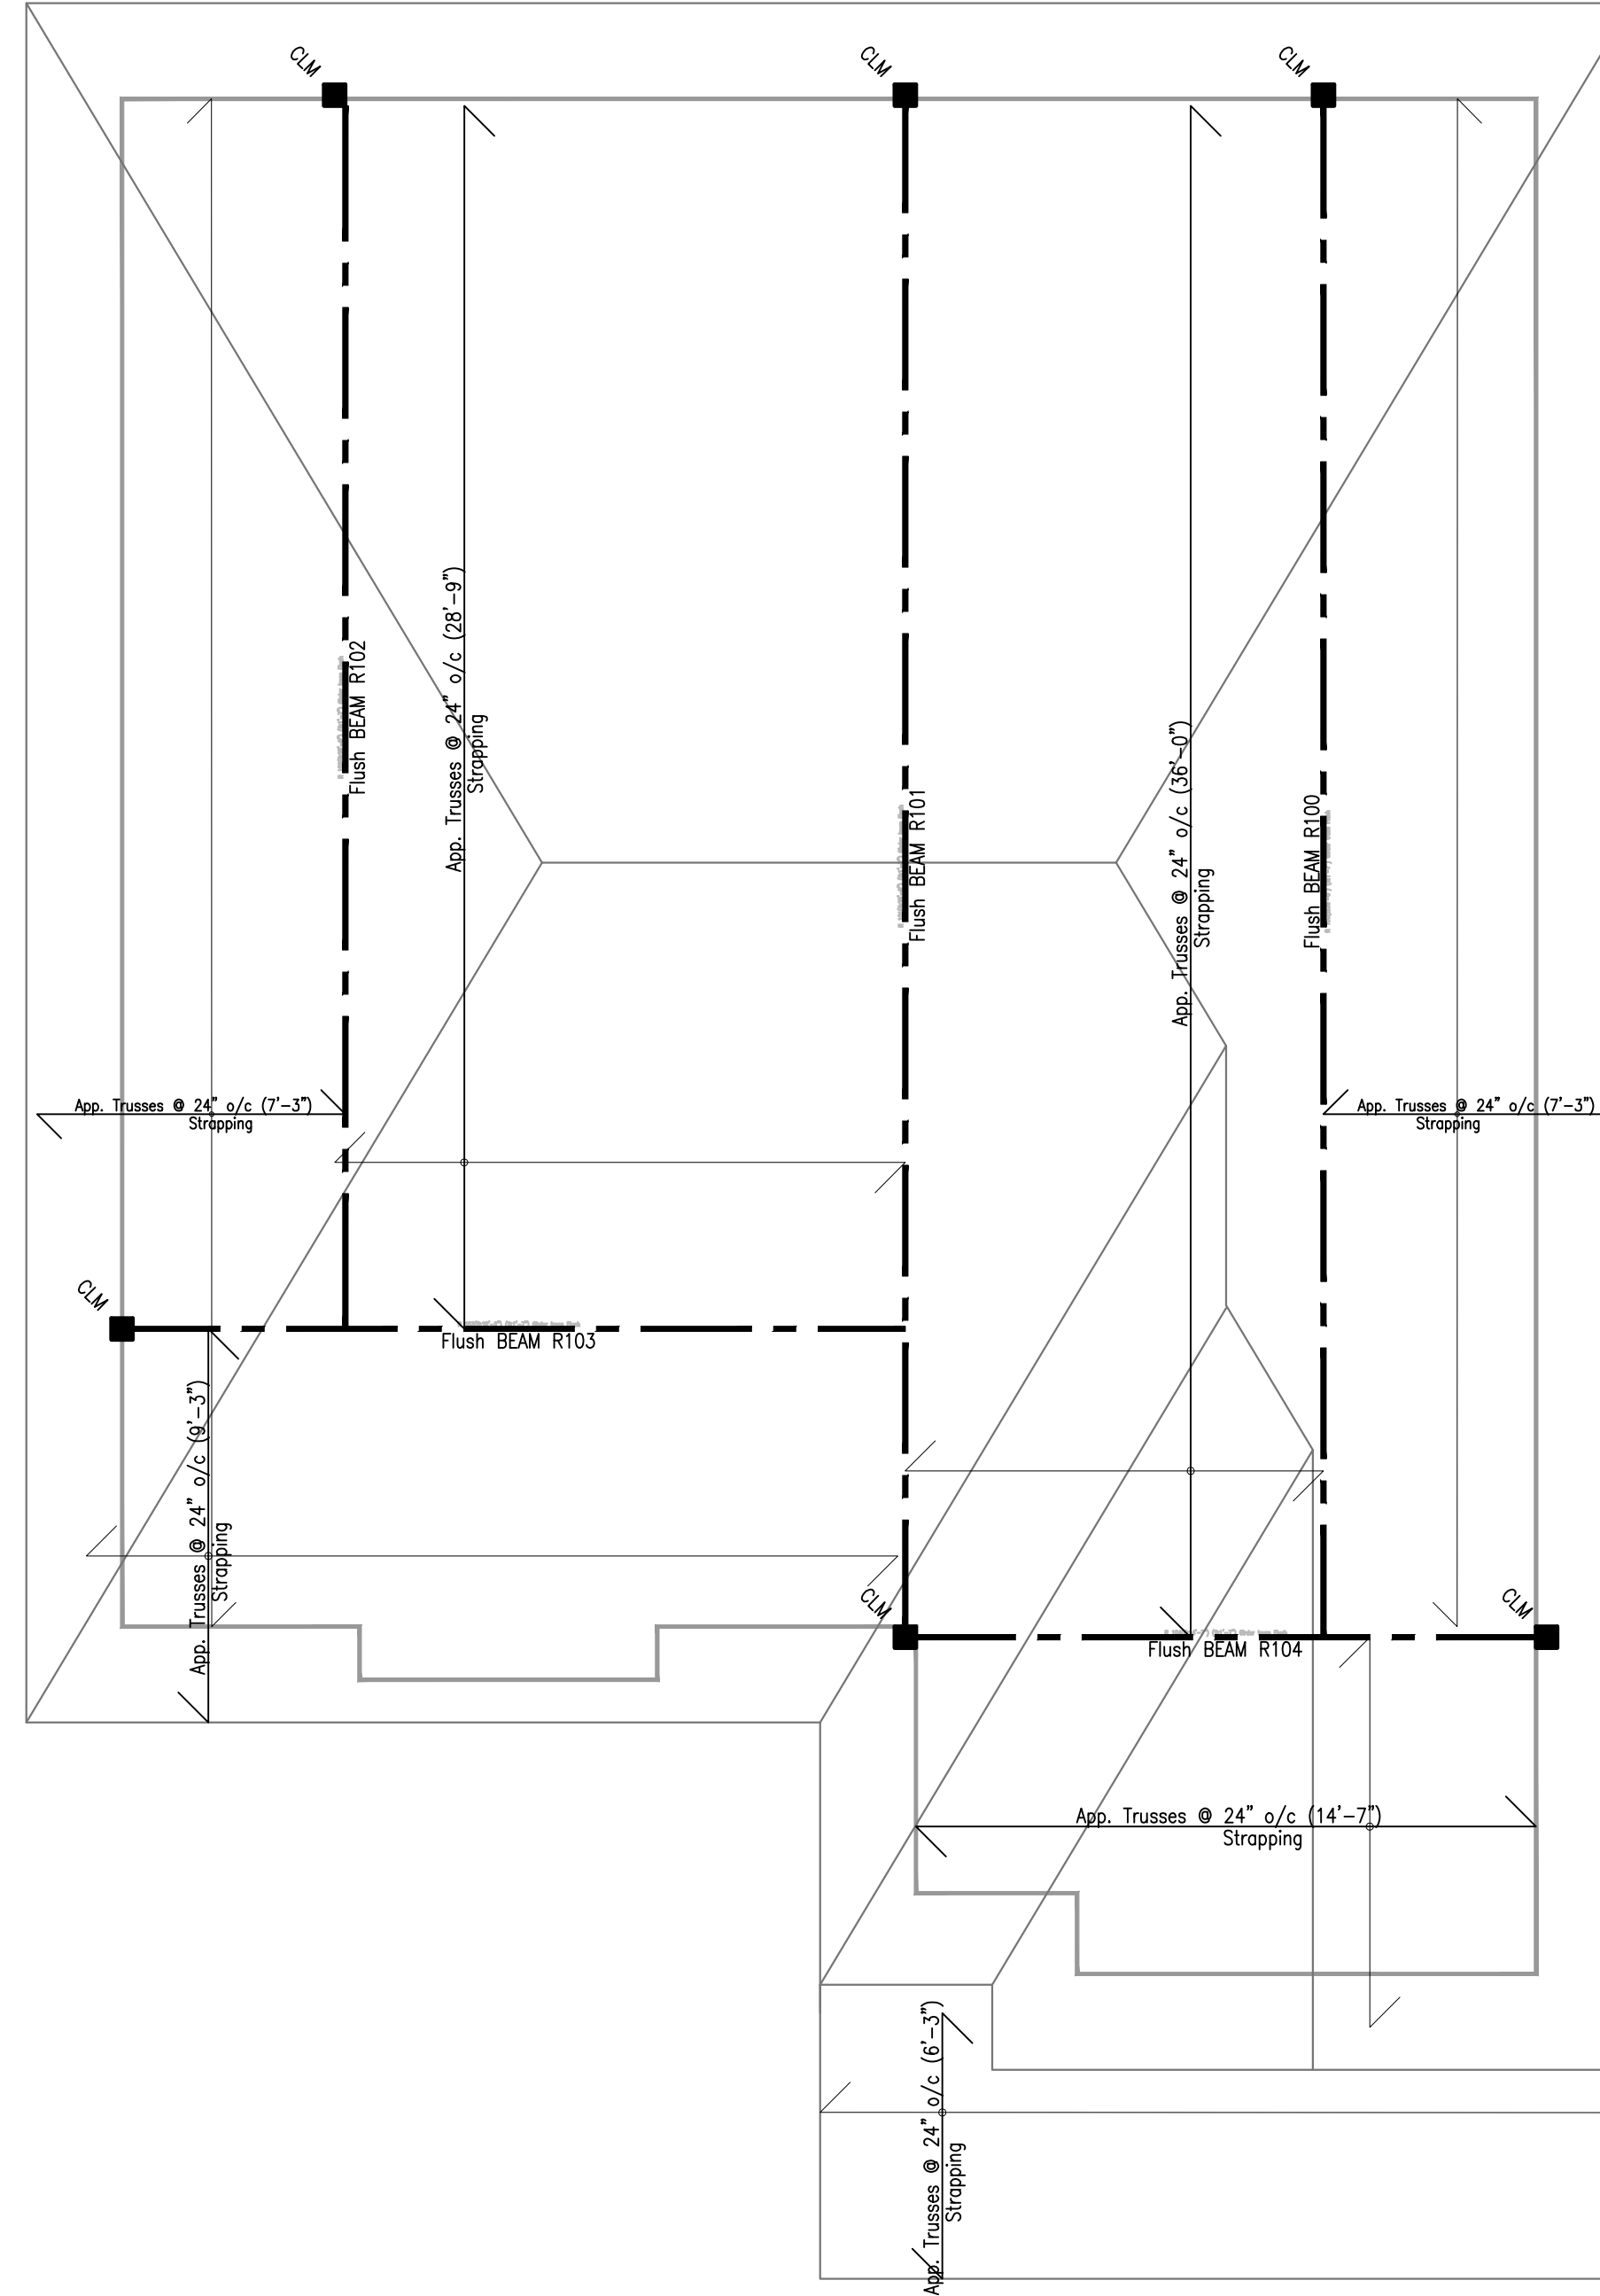 CLM
CLM
CLM
App. Trusses @ 24" o/c (28'-9")
Strapping
Flush BEAM R102
App. Trusses @ 24" o/c (36'-0")
Strapping
Flush BEAM R101
Flush BEAM R100
App. Trusses @ 24" o/c (7'-3")
Strapping
App. Trusses @ 24" o/c (7'-3")
Strapping
CLM
Flush BEAM R103
App. Trusses @ 24" o/c (9'-3")
Strapping
CLM
CLM
Flush BEAM R104
App. Trusses @ 24" o/c (14'-7")
Strapping
App. Trusses @ 24" o/c (6'-3")
Strapping